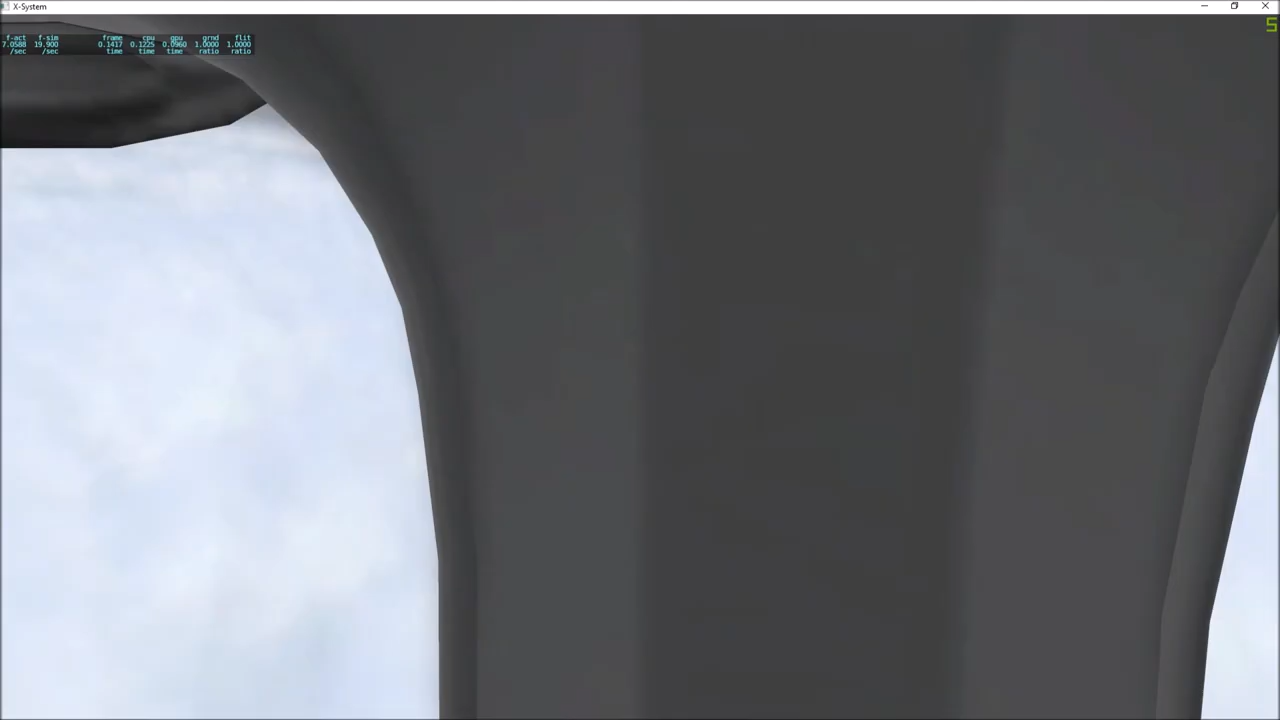 X-System
5
f-act f-sim frame cpu gpu grnd flit
7.0588 19.900 0.1417 0.1225 0.0960 1.0000 1.0000
/sec /sec time time time ratio ratio